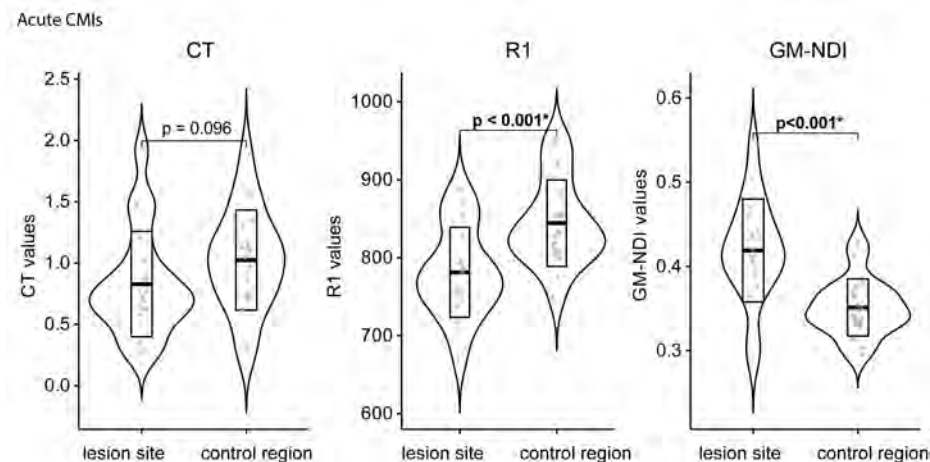 Acute CMIs
CT
CT values
2.5
2.0
1.5
1.0
0.5
0.0
p = 0.096
lesion site
control region
R1
R1 values
1000
900
800
700
600
p < 0.001*
lesion site
control region
GM-NDI
GM-NDI values
0.6
0.5
0.4
0.3
p<0.001*
lesion site
control region